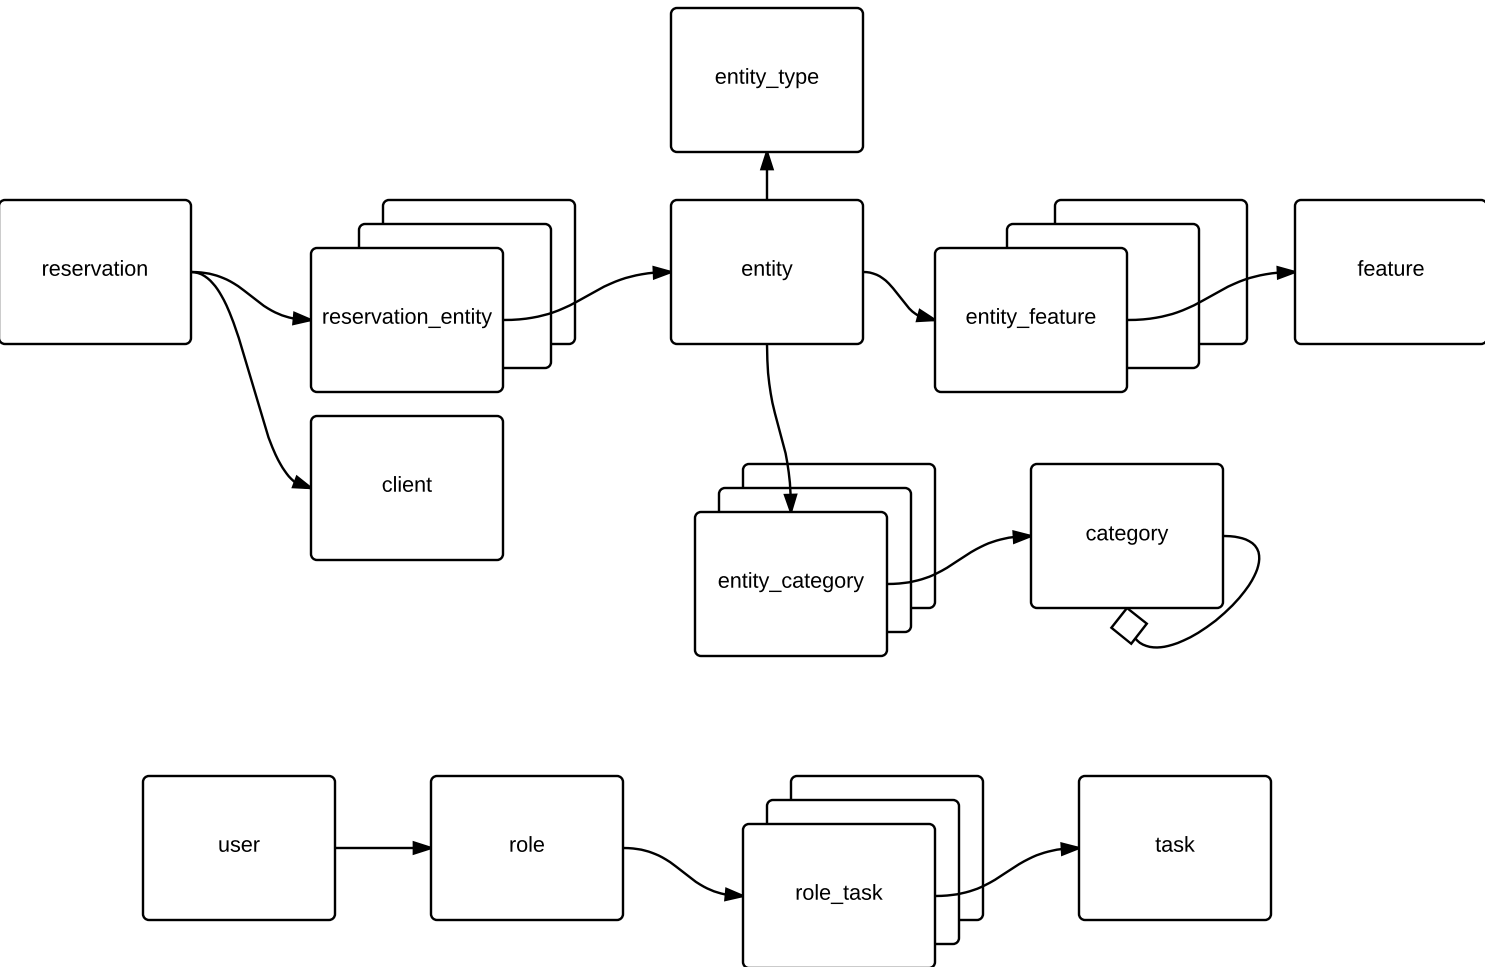 entity_type
reservation
reservation_entity
entity
entity_feature
feature
client
entity_category
category
user
role
role_task
task